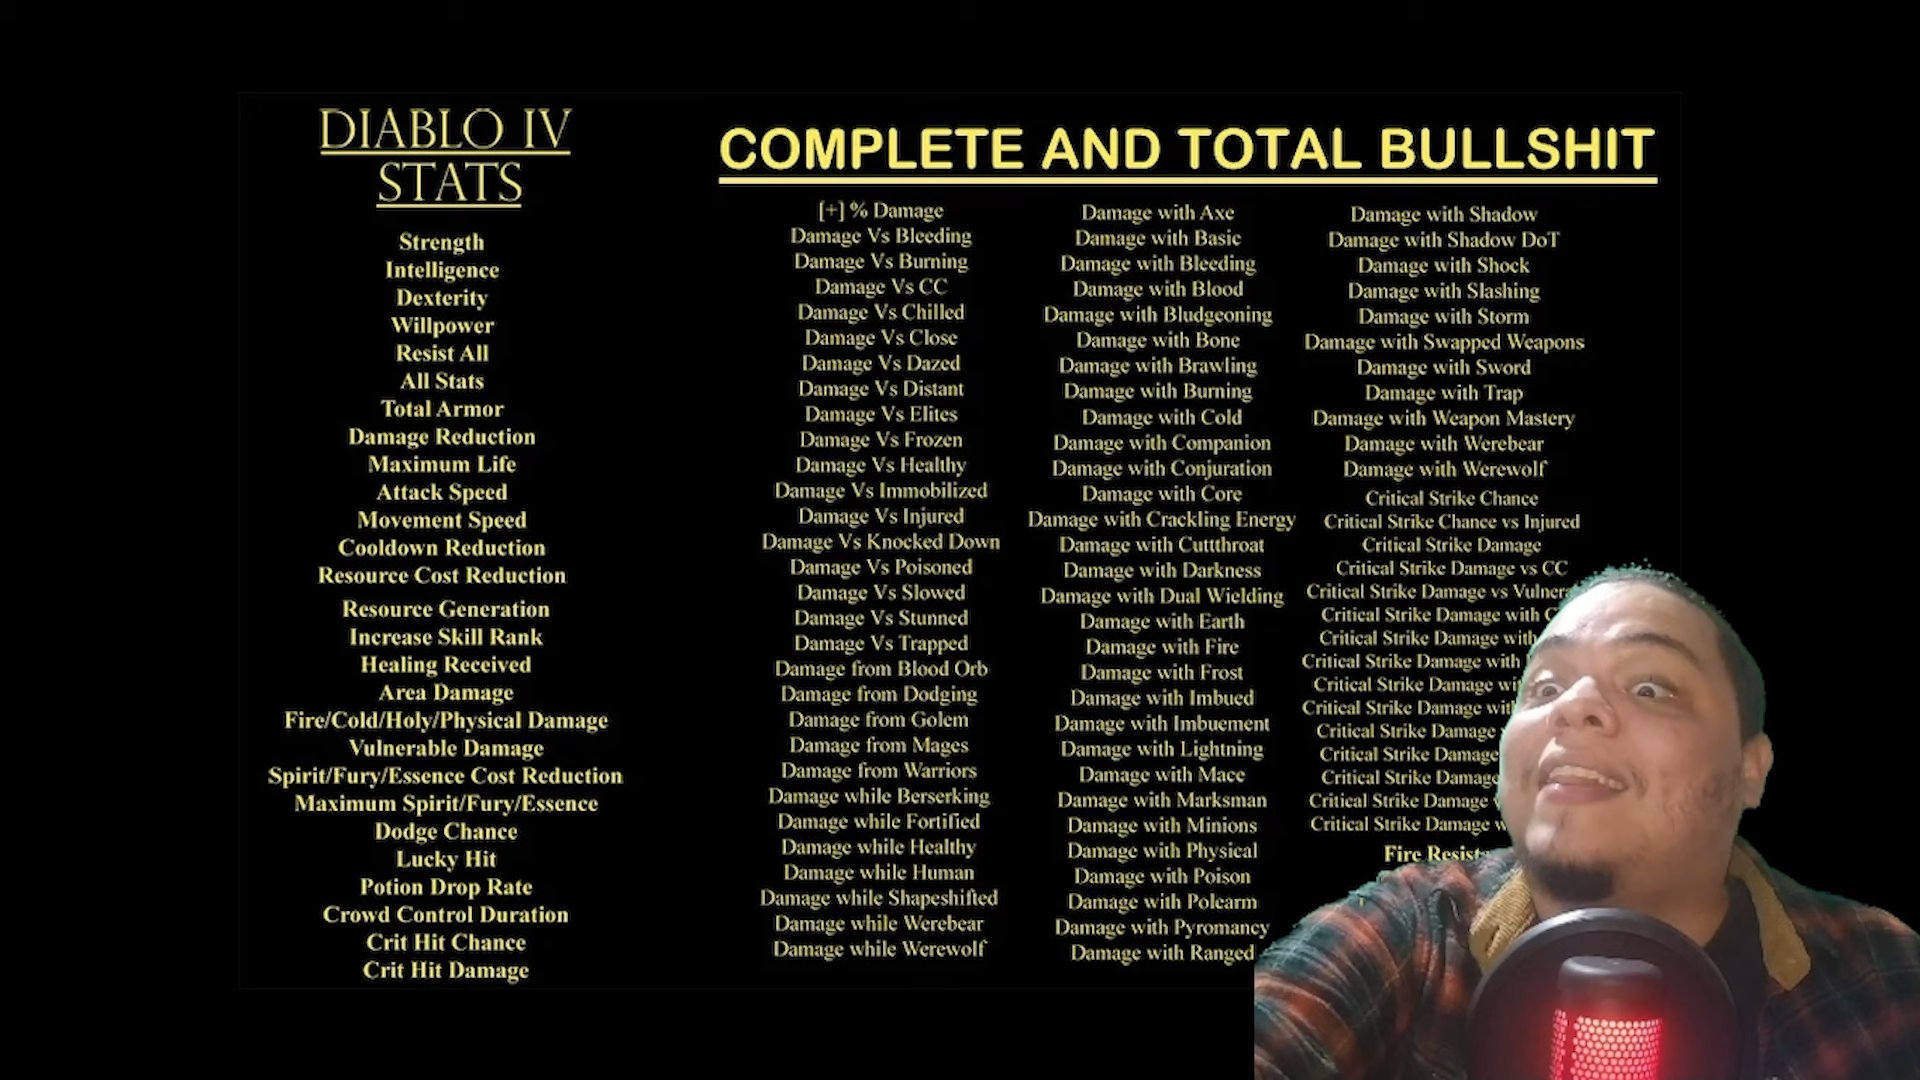 DIABLO IV
STATS
Strength
Intelligence
Dexterity
Willpower
Resist All
All Stats
Total Armor
Damage Reduction
Maximum Life
Attack Speed
Movement Speed
Cooldown Reduction
Resource Cost Reduction
Resource Generation
Increase Skill Rank
Healing Received
Area Damage
Fire/Cold/Holy/Physical Damage
Vulnerable Damage
Spirit/Fury/Essence Cost Reduction
Maximum Spirit/Fury/Essence
Dodge Chance
Lucky Hit
Potion Drop Rate
Crowd Control Duration
Crit Hit Chance
Crit Hit Damage
COMPLETE AND TOTAL BULLSHIT
[+] % Damage
Damage Vs Bleeding
Damage Vs Burning
Damage Vs CC
Damage Vs Chilled
Damage Vs Close
Damage Vs Dazed
Damage Vs Distant
Damage Vs Elites
Damage Vs Frozen
Damage Vs Healthy
Damage Vs Immobilized
Damage Vs Injured
Damage Vs Knocked Down
Damage Vs Poisoned
Damage Vs Slowed
Damage Vs Stunned
Damage Vs Trapped
Damage from Blood Orb
Damage from Dodging
Damage from Golem
Damage from Mages
Damage from Warriors
Damage while Berserking
Damage while Fortified
Damage while Healthy
Damage while Human
Damage while Shapeshifted
Damage while Werebear
Damage while Werewolf
Damage with Axe
Damage with Basic
Damage with Bleeding
Damage with Blood
Damage with Bludgeoning
Damage with Bone
Damage with Brawling
Damage with Burning
Damage with Cold
Damage with Companion
Damage with Conjuration
Damage with Core
Damage with Crackling Energy
Damage with Cuttthroat
Damage with Darkness
Damage with Dual Wielding
Damage with Earth
Damage with Fire
Damage with Frost
Damage with Imbued
Damage with Imbuement
Damage with Lightning
Damage with Mace
Damage with Marksman
Damage with Minions
Damage with Physical
Damage with Poison
Damage with Polearm
Damage with Pyromancy
Damage with Ranged
Damage with Shadow
Damage with Shadow DoT
Damage with Shock
Damage with Slashing
Damage with Storm
Damage with Swapped Weapons
Damage with Sword
Damage with Trap
Damage with Weapon Mastery
Damage with Werebear
Damage with Werewolf
Critical Strike Chance
Critical Strike Chance vs Injured
Critical Strike Damage
Critical Strike Damage vs CC
Critical Strike Damage vs
Critical Strike Damage with
Critical Strike Damage with
Critical Strike Damage with
Critical Strike Damage
Critical Strike Damage with
Critical Strike Damage
Critical Strike Damage
Critical Strike Damage
Critical Strike Damage
Critical Strike Damage
Fire